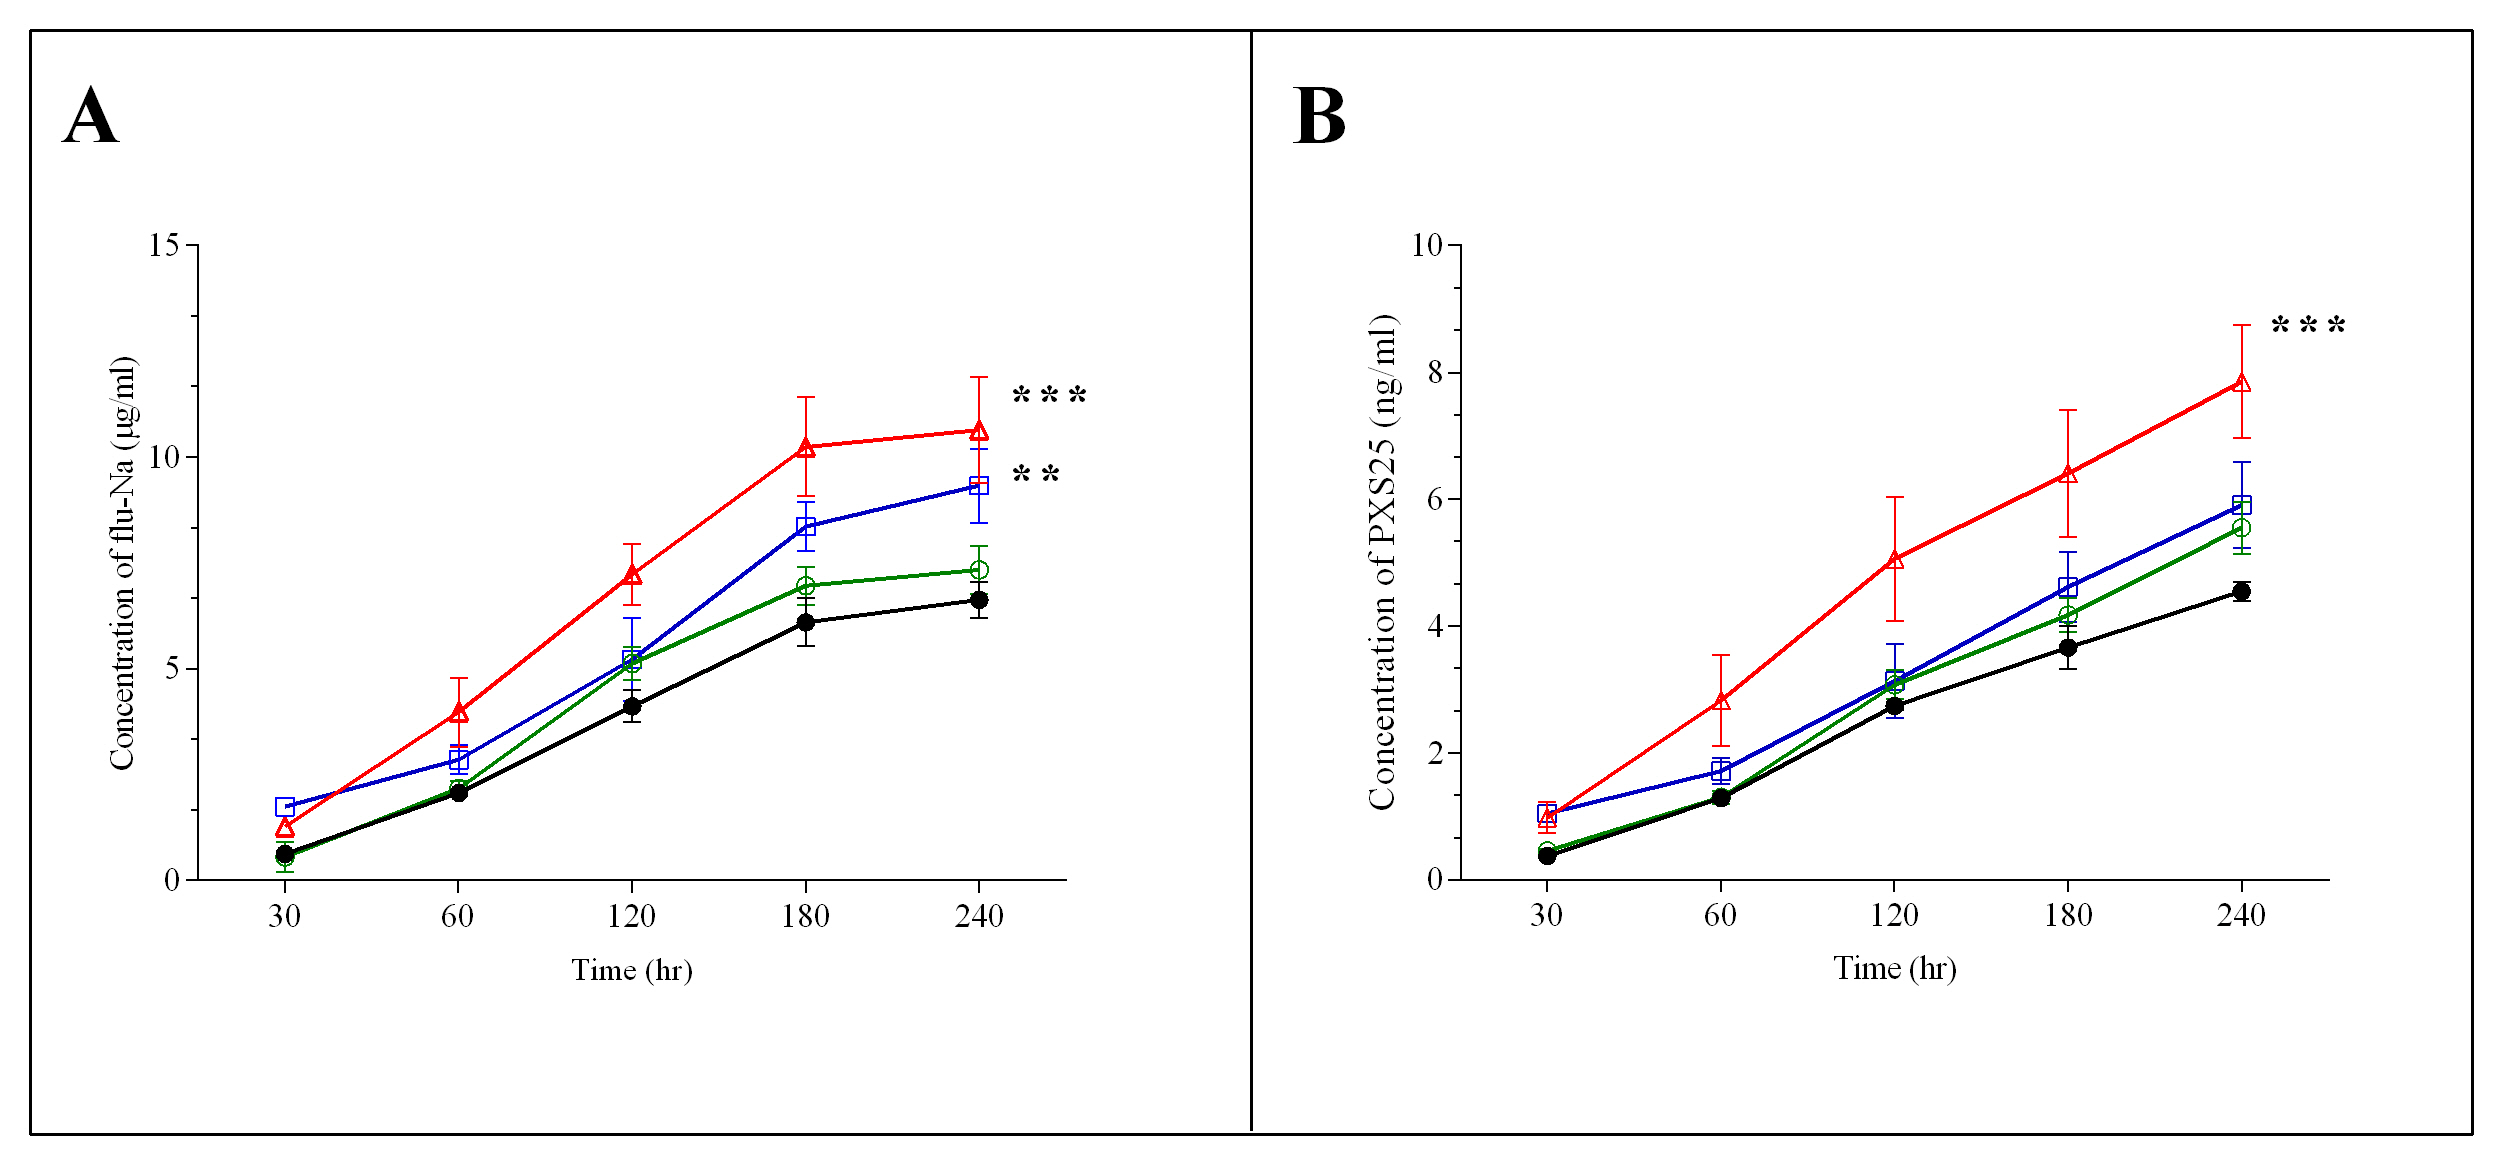 A
15
10
5
0
Concentration of flu-Na (µg/ml)
***
**
30 60 120 180 240
Time (hr)
B
10
8
6
4
2
0
Concentration of PXS25 (ng/ml)
***
30 60 120 180 240
Time (hr)